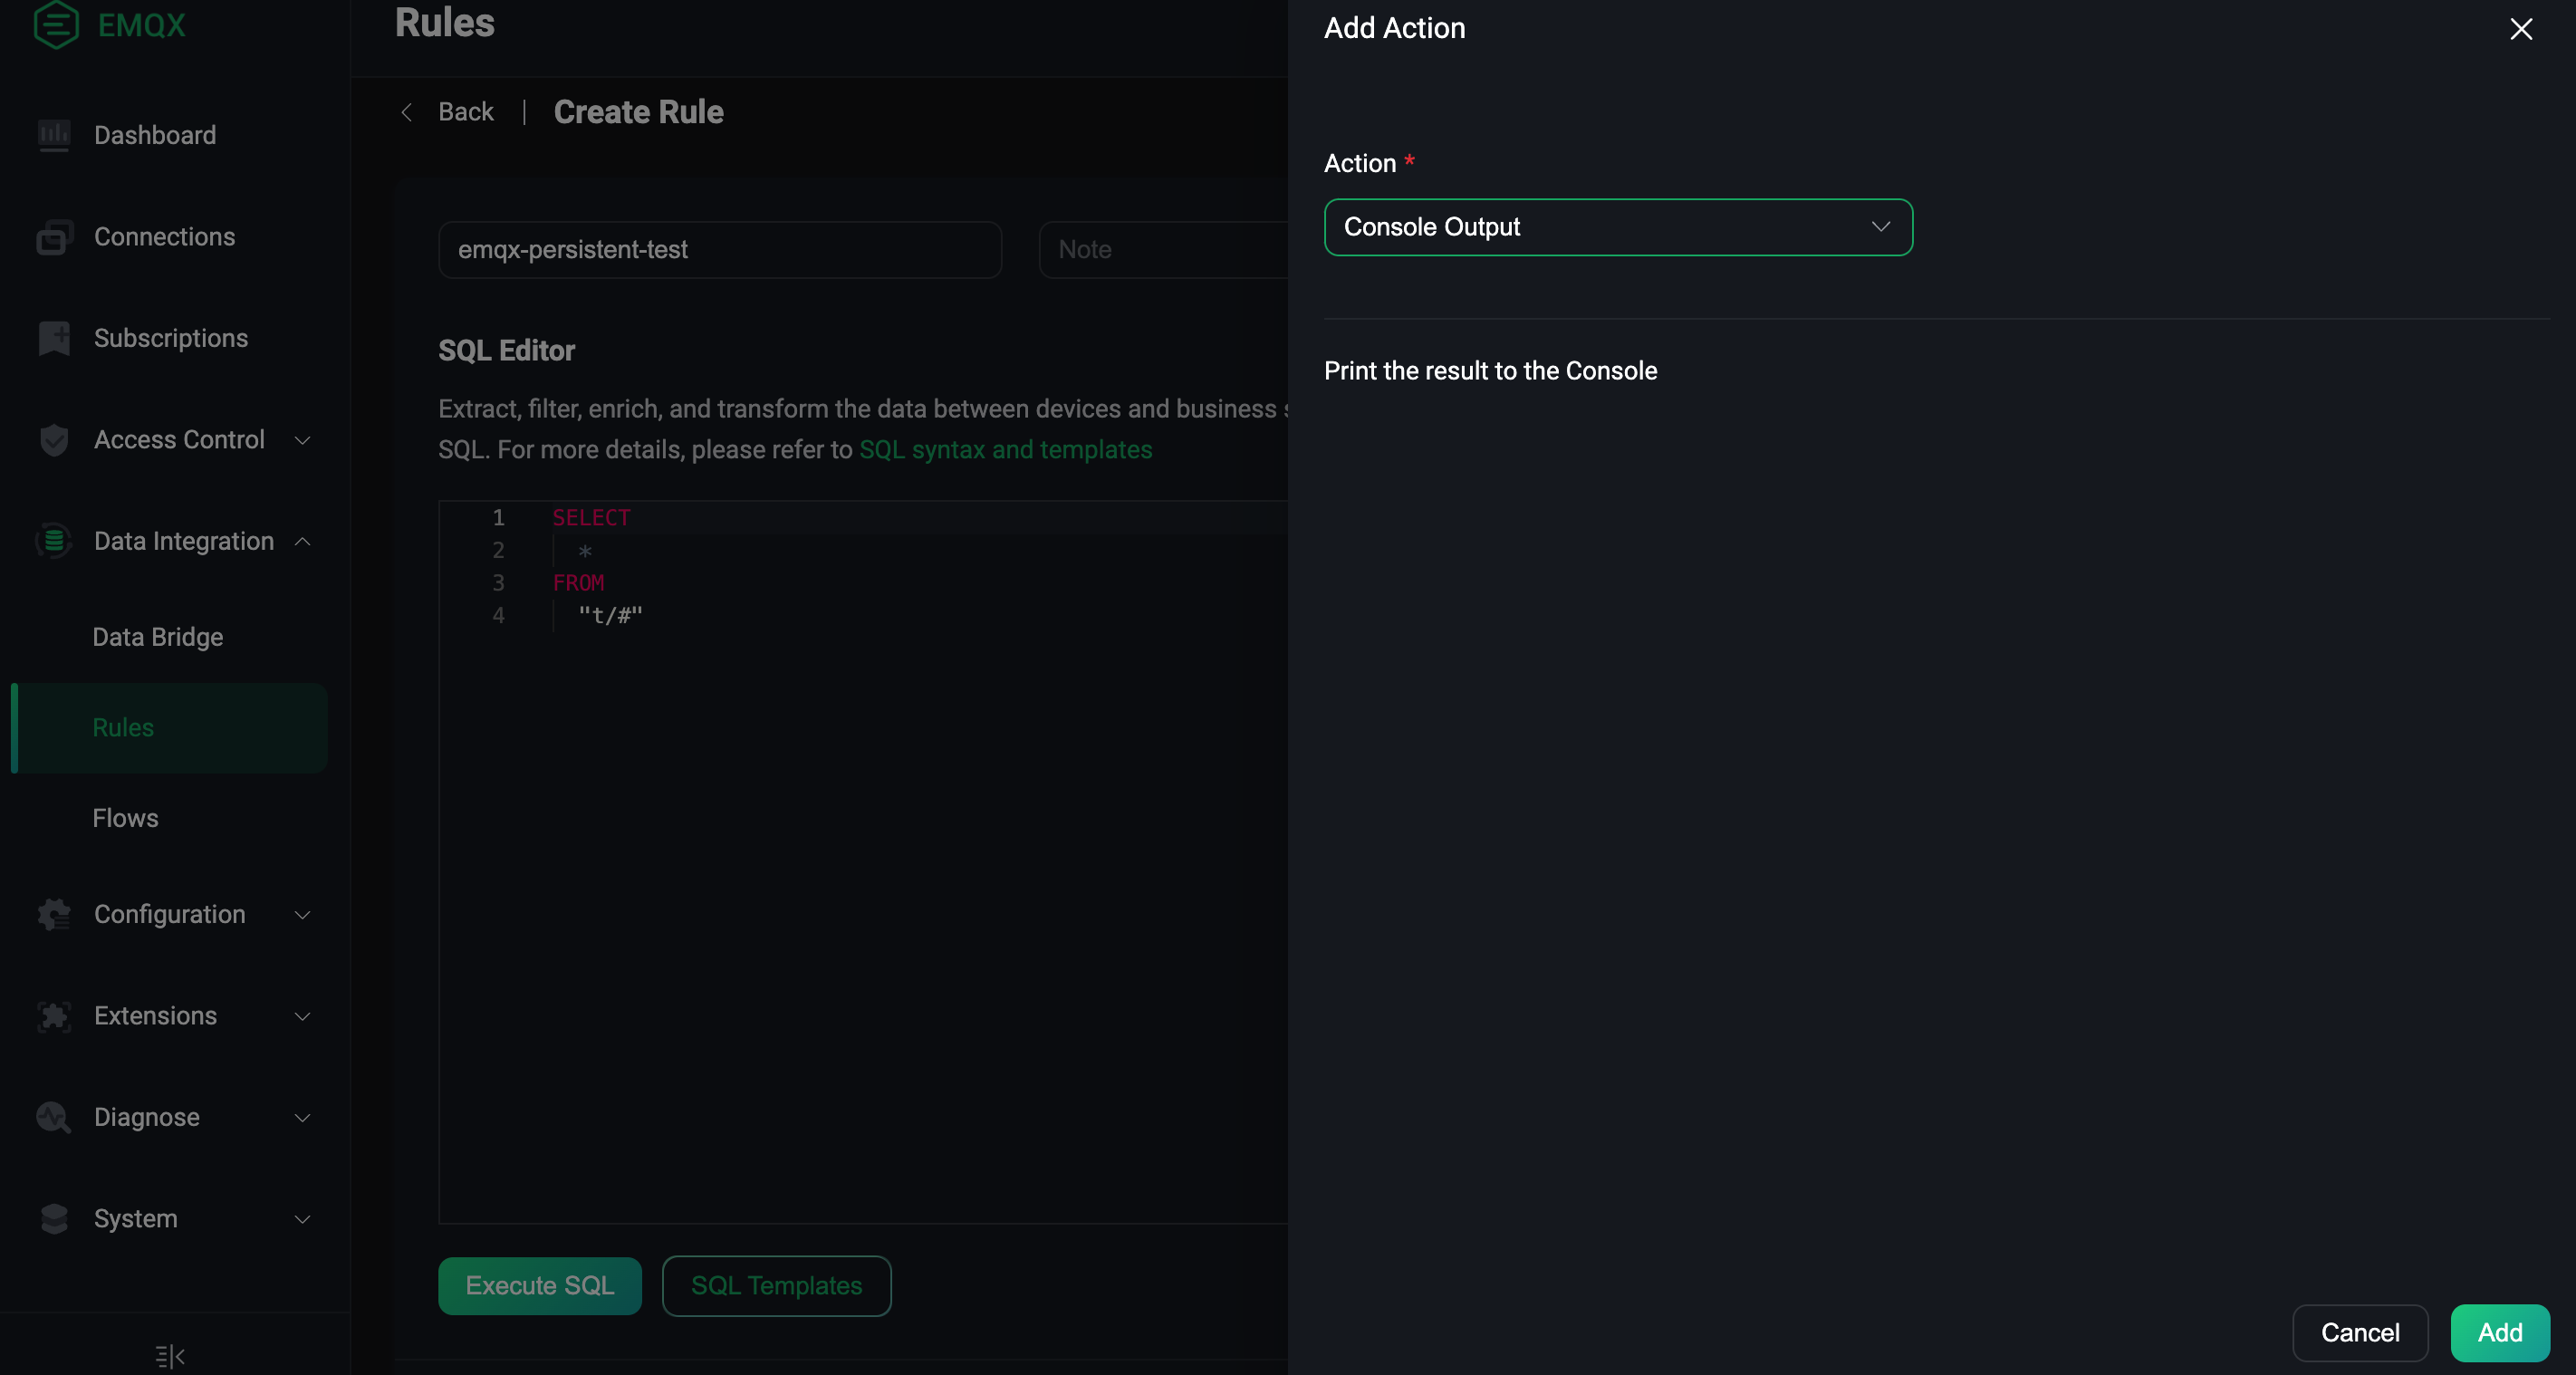 EMQX
Dashboard
Connections
Subscriptions
Access Control
Data Integration
Data Bridge
Rules
Flows
Configuration
Extensions
Diagnose
System
Rules
Back | Create Rule
emqx-persistent-test
Note
SQL Editor
Extract, filter, enrich, and transform the data between devices and business
SQL. For more details, please refer to SQL syntax and templates
1 SELECT
2 *
3 FROM
4 "t/#"
Execute SQL
SQL Templates
Add Action
Action *
Console Output
Print the result to the Console
Cancel
Add